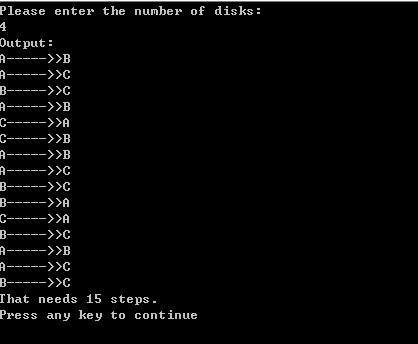 Please enter the number of disks:
4
Output:
A----->>B
A----->>C
B----->>C
A----->>B
C----->>A
C----->>B
A----->>B
A----->>C
B----->>C
B----->>A
C----->>A
B----->>C
A----->>B
A----->>C
B----->>C
That needs 15 steps.
Press any key to continue